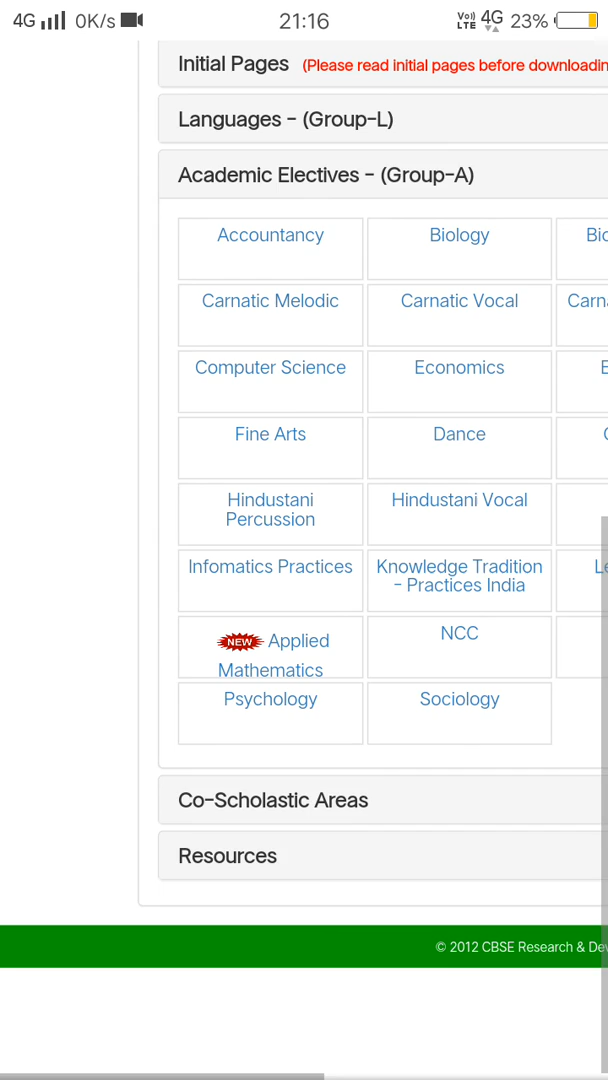 4G 0K/s 21:16 Vo) LTE 4G 23%
Initial Pages (Please read initial pages before
Languages - (Group-L)
Academic Electives - (Group-A)
Accountancy Biology
Carnatic Melodic Carnatic Vocal
Computer Science Economics
Fine Arts Dance
Hindustani Hindustani Vocal
Percussion
Infomatics Practices Knowledge Tradition
- Practices India
NEW Applied NCC
Mathematics
Psychology Sociology
Co-Scholastic Areas
Resources
© 2012 CBSE Research &